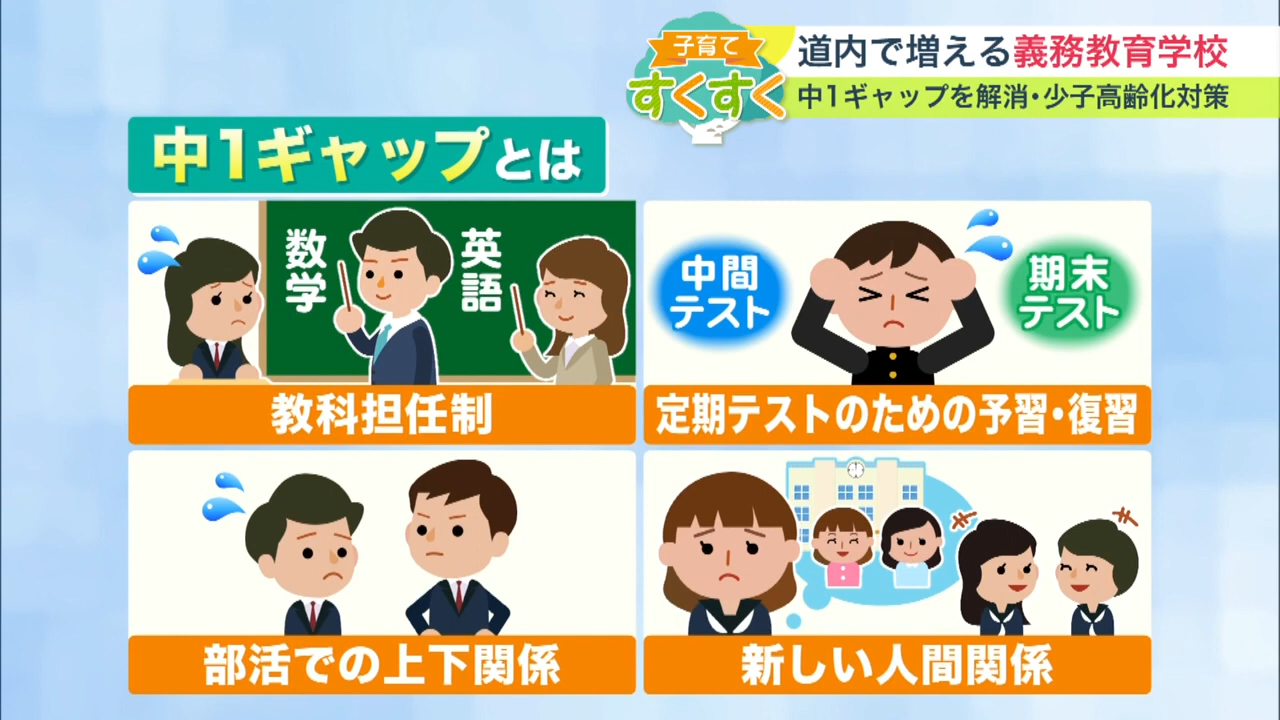 子育て
すくすく
道内で増える義務教育学校
中1ギャップを解消・少子高齢化対策
中1ギャップとは
数学
英語
教科担任制
中間
テスト
期末
テスト
定期テストのための予習・復習
部活での上下関係
新しい人間関係